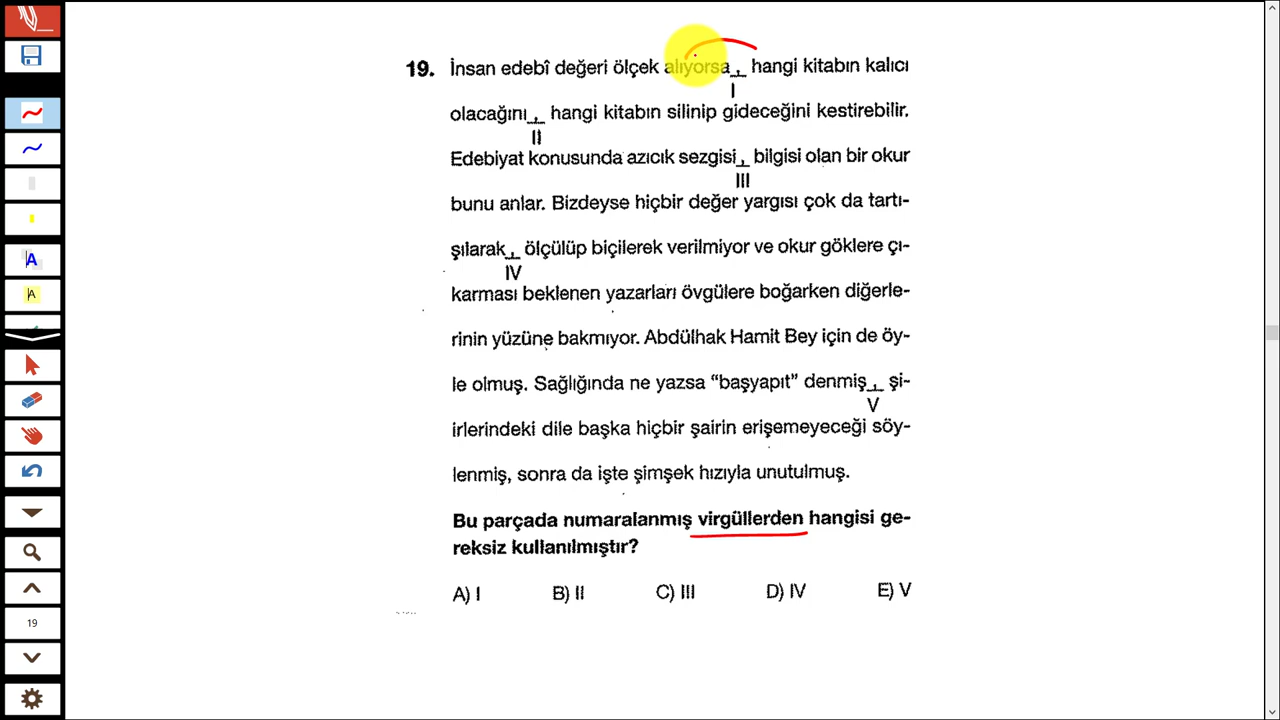 19. İnsan edebî değeri ölçek alıyorsa, hangi kitabın kalıcı
I
olacağını, hangi kitabın silinip gideceğini kestirebilir.
II
Edebiyat konusunda azıcık sezgisi, bilgisi olan bir okur
III
bunu anlar. Bizdeyse hiçbir değer yargısı çok da tartı-
şılarak, ölçülüp biçilerek verilmiyor ve okur göklere çı-
IV
karması beklenen yazarları övgülere boğarken diğerle-
rinin yüzüne bakmıyor. Abdülhak Hamit Bey için de öy-
le olmuş. Sağlığında ne yazsa “başyapıt” denmiş, şi-
V
irlerindeki dile başka hiçbir şairin erişemeyeceği söy-
lenmiş, sonra da işte şimşek hızıyla unutulmuş.
Bu parçada numaralanmış virgüllerden hangisi ge-
reksiz kullanılmıştır?
A) I B) II C) III D) IV E) V
A
A
19